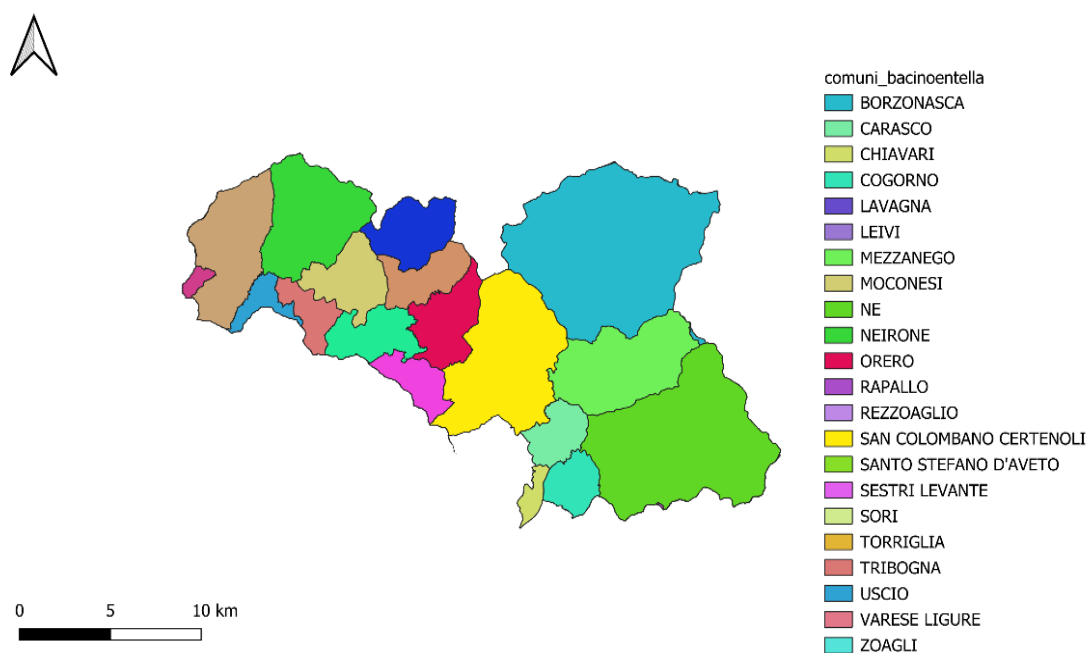 comuni_bacinoentella
BORZONASCA
CARASCO
CHIAVARI
COGORNO
LAVAGNA
LEIVI
MEZZANEGO
MOCONESI
NE
NEIRONE
ORERO
RAPALLO
REZZOAGLIO
SAN COLOMBANO CERTENOLI
SANTO STEFANO D'AVETO
SESTRI LEVANTE
SORI
TORRIGLIA
TRIBOGNA
USCIO
VARESE LIGURE
ZOAGLI
0 5 10 km